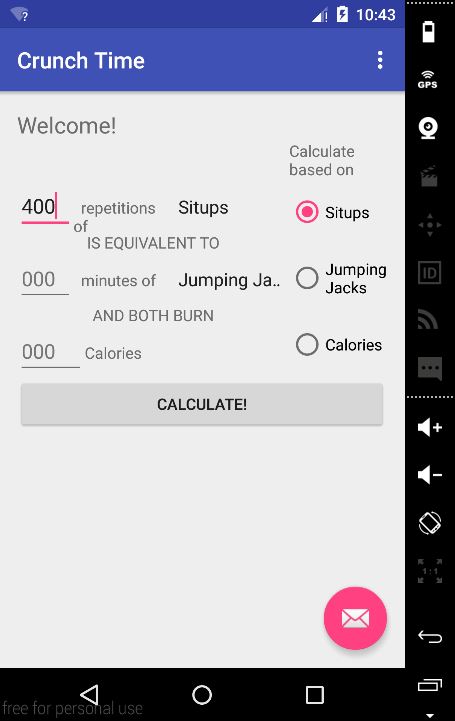 ?
10:43
Crunch Time
GPS
Welcome!
Calculate
based on
400 repetitions Situps
of
Situps
IS EQUIVALENT TO
000 minutes of Jumping Ja..
Jumping
Jacks
ID
AND BOTH BURN
000 Calories
Calories
CALCULATE!
1:1
free for personal use